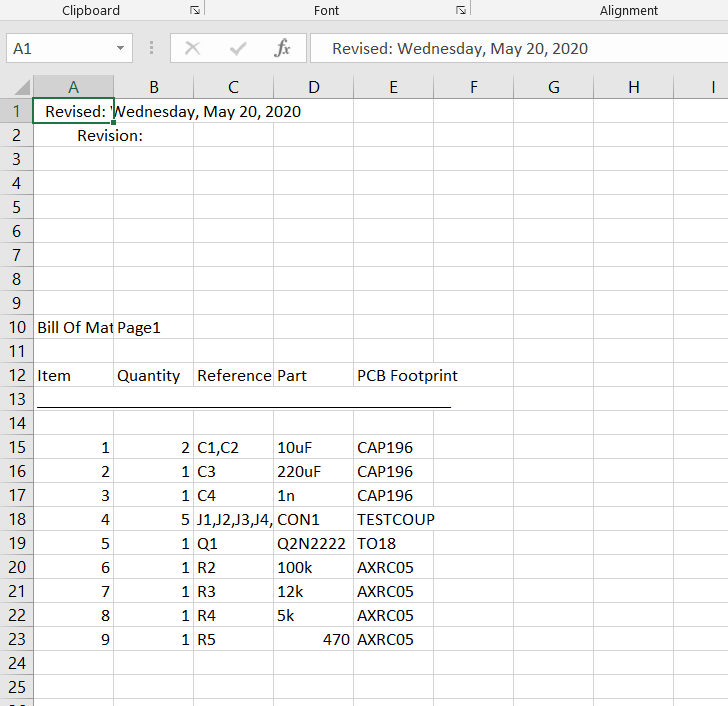 Clipboard Font Alignment
A1 fx Revised: Wednesday, May 20, 2020
A B C D E F G H I
1 Revised: Wednesday, May 20, 2020
2 Revision:
3
4
5
6
7
8
9
10 Bill Of Mat Page1
11
12 Item Quantity Reference Part PCB Footprint
13
14
15 1 2 C1,C2 10uF CAP196
16 2 1 C3 220uF CAP196
17 3 1 C4 1n CAP196
18 4 5 J1,J2,J3,J4, CON1 TESTCOUP
19 5 1 Q1 Q2N2222 TO18
20 6 1 R2 100k AXRC05
21 7 1 R3 12k AXRC05
22 8 1 R4 5k AXRC05
23 9 1 R5 470 AXRC05
24
25